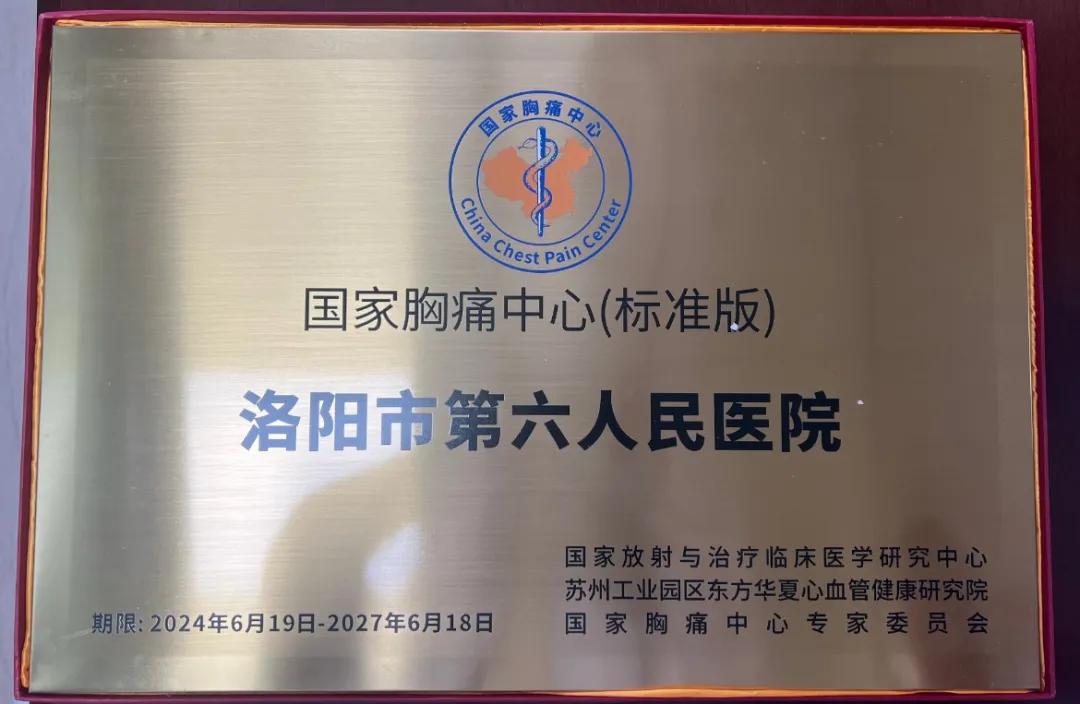 国家胸痛中心
China Chest Pain Center
国家胸痛中心(标准版)
洛阳市第六人民医院
国家放射与治疗临床医学研究中心
苏州工业园区东方华夏心血管健康研究院
国家胸痛中心专家委员会
期限: 2024年6月19日-2027年6月18日